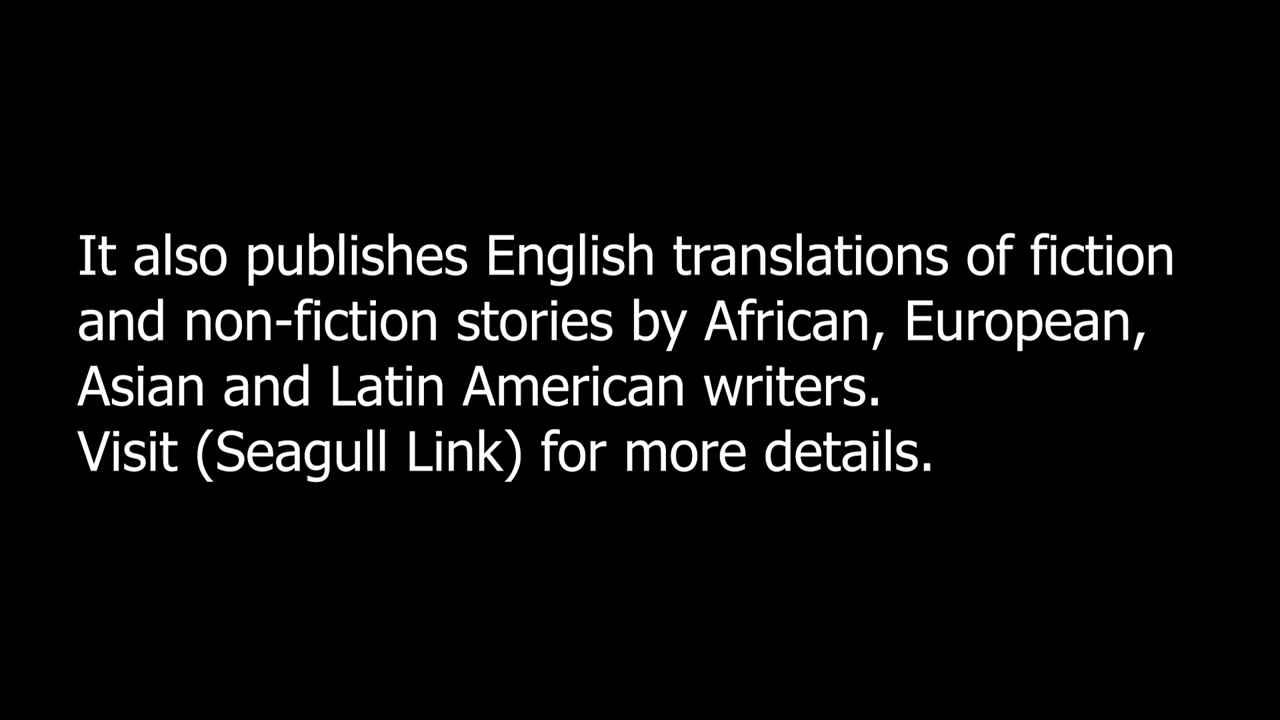 It also publishes English translations of fiction
and non-fiction stories by African, European,
Asian and Latin American writers.
Visit (Seagull Link) for more details.